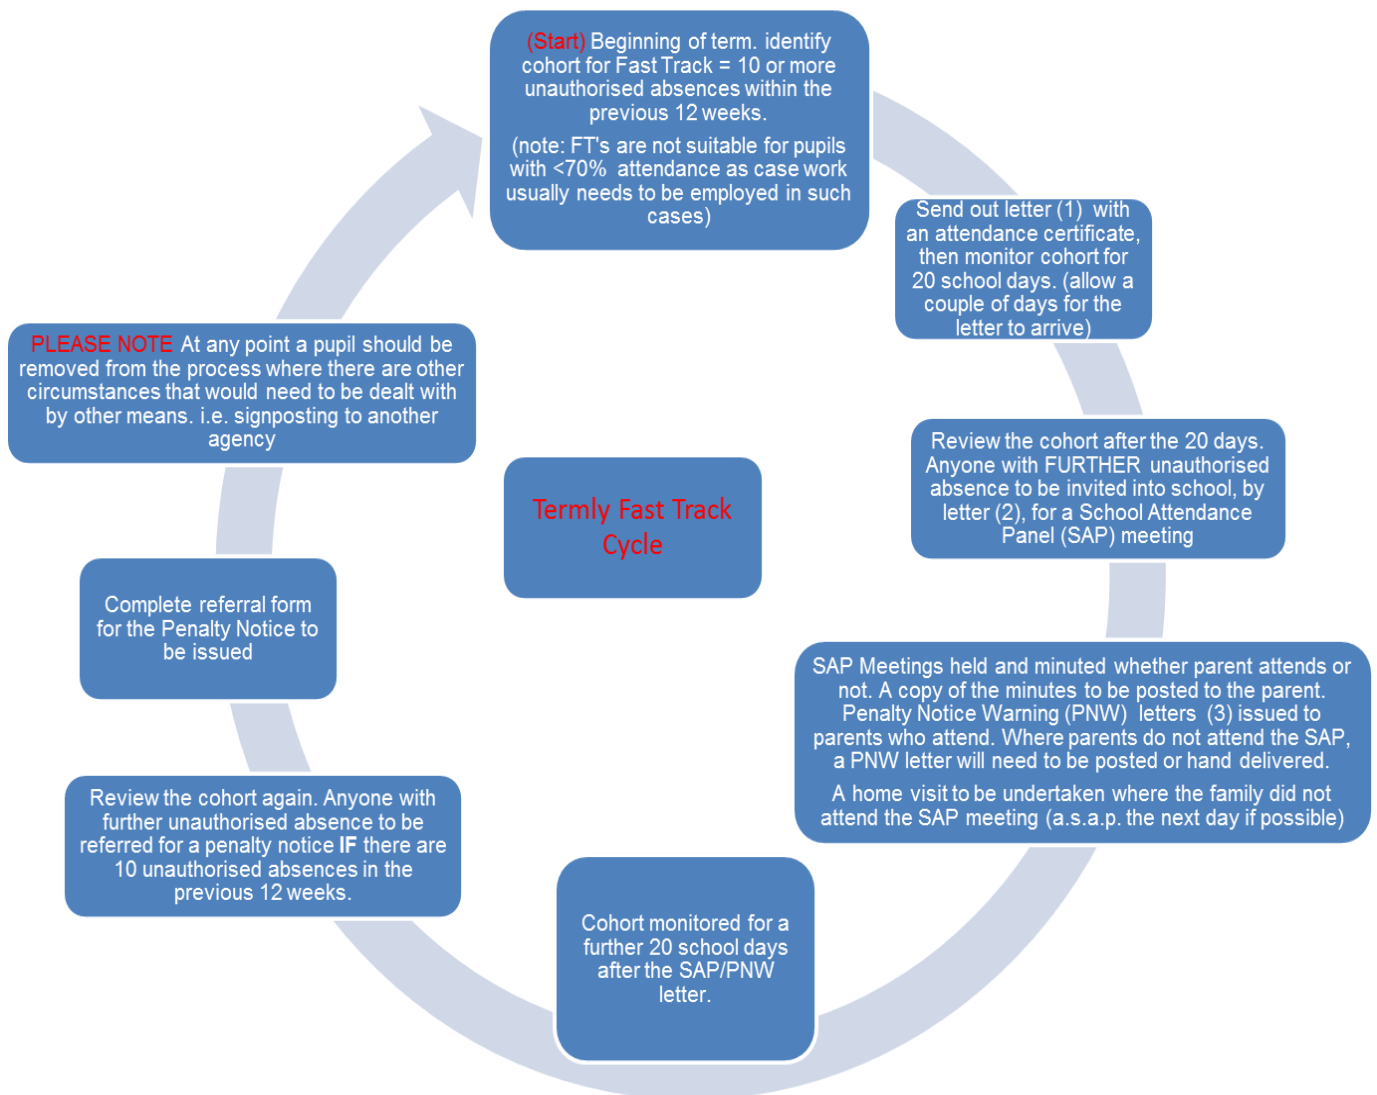 (Start) Beginning of term. identify
cohort for Fast Track = 10 or more
unauthorised absences within the
previous 12 weeks.
(note: FT's are not suitable for pupils
with <70% attendance as case work
usually needs to be employed in such
cases)
Send out letter (1) with
an attendance certificate,
then monitor cohort for
20 school days. (allow a
couple of days for the
letter to arrive)
Review the cohort after the 20 days.
Anyone with FURTHER unauthorised
absence to be invited into school, by
letter (2), for a School Attendance
Panel (SAP) meeting
SAP Meetings held and minuted whether parent attends or
not. A copy of the minutes to be posted to the parent.
Penalty Notice Warning (PNW) letters (3) issued to
parents who attend. Where parents do not attend the SAP,
a PNW letter will need to be posted or hand delivered.
A home visit to be undertaken where the family did not
attend the SAP meeting (a.s.a.p. the next day if possible)
Cohort monitored for a
further 20 school days
after the SAP/PNW
letter.
Review the cohort again. Anyone with
further unauthorised absence to be
referred for a penalty notice IF there are
10 unauthorised absences in the
previous 12 weeks.
Complete referral form
for the Penalty Notice to
be issued
PLEASE NOTE At any point a pupil should be
removed from the process where there are other
circumstances that would need to be dealt with
by other means. i.e. signposting to another
agency
Termly Fast Track
Cycle